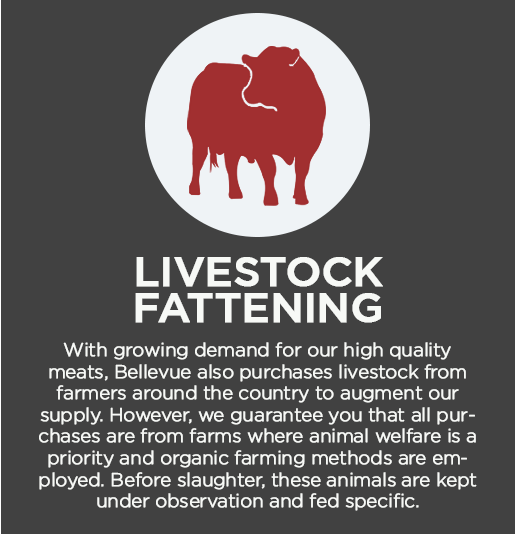 LIVESTOCK
FATTENING
With growing demand for our high quality
meats, Bellevue also purchases livestock from
farmers around the country to augment our
supply. However, we guarantee you that all pur-
chases are from farms where animal welfare is a
priority and organic farming methods are em-
ployed. Before slaughter, these animals are kept
under observation and fed specific.